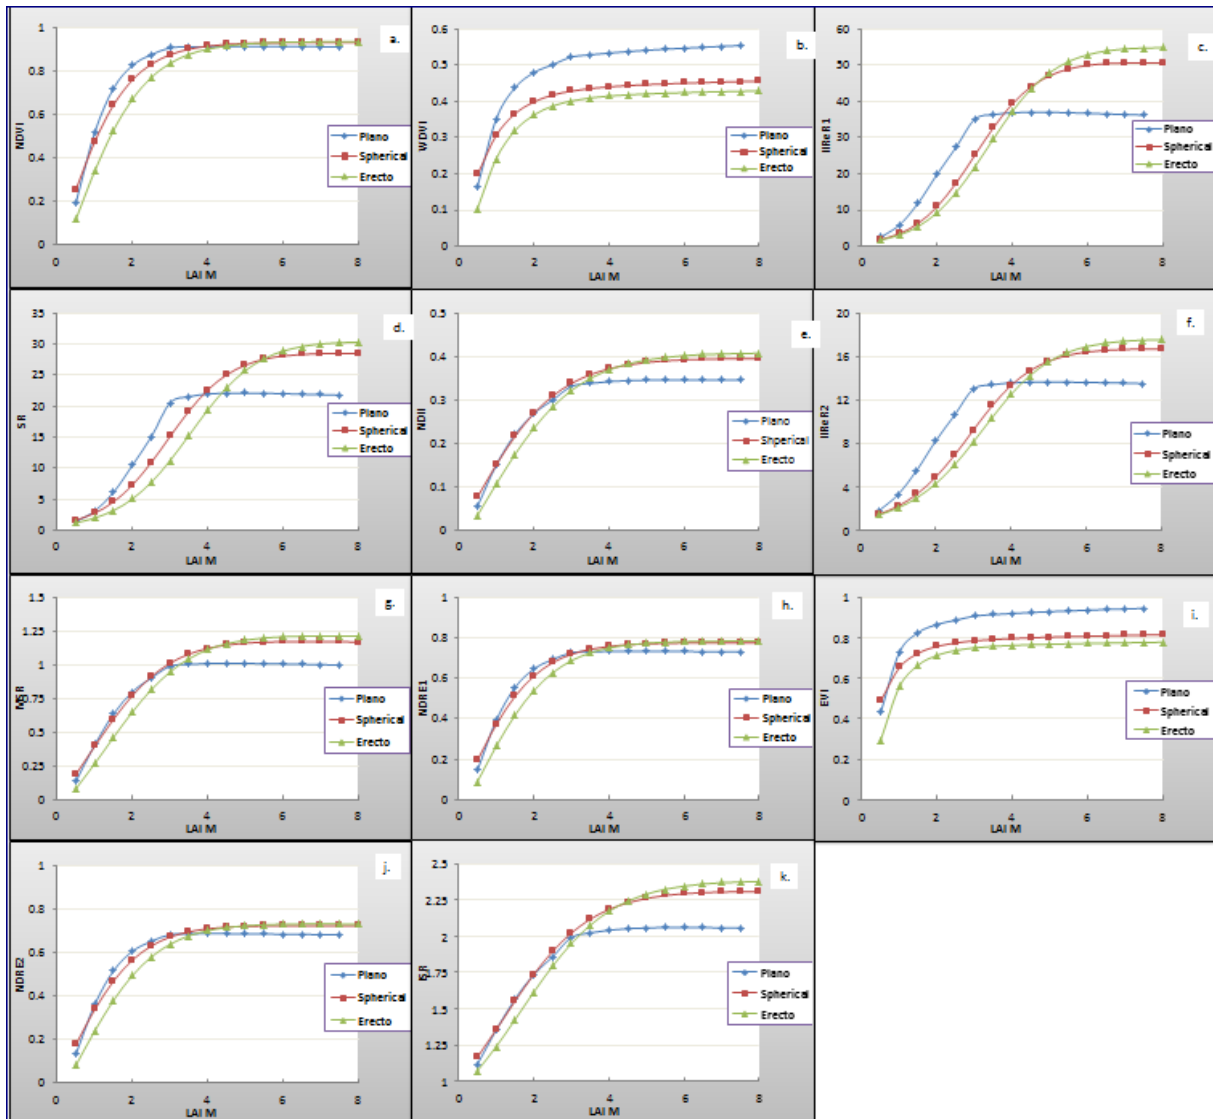 a.
1
0.8
0.6
0.4
0.2
0
NDVI
0 2 4 6 8
LAI M
Plano
Spherical
Erecto
b.
0.6
0.5
0.4
0.3
0.2
0.1
0
WDVI
0 2 4 6 8
LAI M
Plano
Spherical
Erecto
c.
60
50
40
30
20
10
0
IIReR1
0 2 4 6 8
LAI M
Plano
Spherical
Erecto
d.
35
30
25
20
15
10
5
0
SR
0 2 4 6 8
LAI M
Plano
Spherical
Erecto
e.
0.5
0.4
0.3
0.2
0.1
0
NDII
0 2 4 6 8
LAI M
Plano
Shperical
Erecto
f.
20
16
12
8
4
0
IIReR2
0 2 4 6 8
LAI M
Plano
Spherical
Erecto
g.
1.5
1.25
1
0.75
0.5
0.25
0
MSR
0 2 4 6 8
LAI M
Plano
Spherical
Erecto
h.
1
0.8
0.6
0.4
0.2
0
NDRE1
0 2 4 6 8
LAI M
Plano
Spherical
Erecto
i.
1
0.8
0.6
0.4
0.2
0
EVI
0 2 4 6 8
LAI M
Plano
Spherical
Erecto
j.
1
0.8
0.6
0.4
0.2
0
NDRE2
0 2 4 6 8
LAI M
Plano
Spherical
Erecto
k.
2.5
2.25
2
1.75
1.5
1.25
1
ISR
0 2 4 6 8
LAI M
Plano
Spherical
Erecto